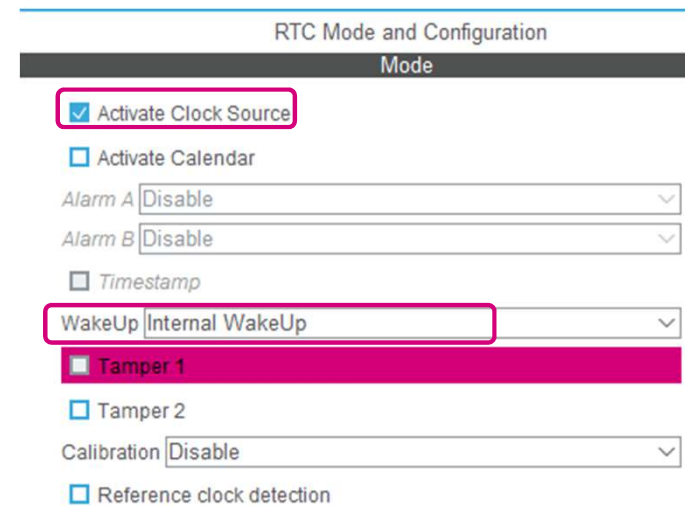 RTC Mode and Configuration
Mode
Activate Clock Source
Activate Calendar
Alarm A Disable
Alarm B Disable
Timestamp
WakeUp Internal WakeUp
Tamper 1
Tamper 2
Calibration Disable
Reference clock detection